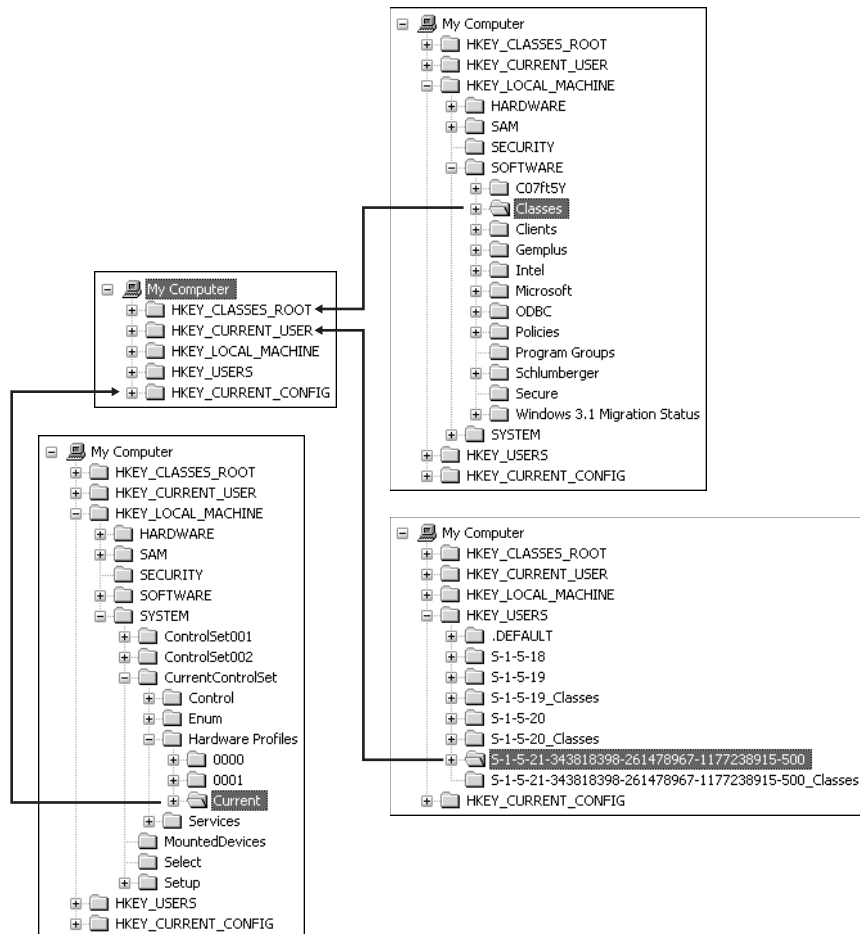 My Computer
HKEY_CLASSES_ROOT
HKEY_CURRENT_USER
HKEY_LOCAL_MACHINE
HARDWARE
SAM
SECURITY
SOFTWARE
C07ft5Y
Classes
Clients
Gemplus
Intel
Microsoft
ODBC
Policies
Program Groups
Schlumberger
Secure
Windows 3.1 Migration Status
SYSTEM
HKEY_USERS
HKEY_CURRENT_CONFIG
My Computer
HKEY_CLASSES_ROOT
HKEY_CURRENT_USER
HKEY_LOCAL_MACHINE
HKEY_USERS
HKEY_CURRENT_CONFIG
My Computer
HKEY_CLASSES_ROOT
HKEY_CURRENT_USER
HKEY_LOCAL_MACHINE
HARDWARE
SAM
SECURITY
SOFTWARE
SYSTEM
ControlSet001
ControlSet002
CurrentControlSet
Control
Enum
Hardware Profiles
0000
0001
Current
Services
MountedDevices
Select
Setup
HKEY_USERS
HKEY_CURRENT_CONFIG
My Computer
HKEY_CLASSES_ROOT
HKEY_CURRENT_USER
HKEY_LOCAL_MACHINE
HKEY_USERS
.DEFAULT
S-1-5-18
S-1-5-19
S-1-5-19_Classes
S-1-5-20
S-1-5-20_Classes
S-1-5-21-343818398-261478967-1177238915-500
S-1-5-21-343818398-261478967-1177238915-500_Classes
HKEY_CURRENT_CONFIG